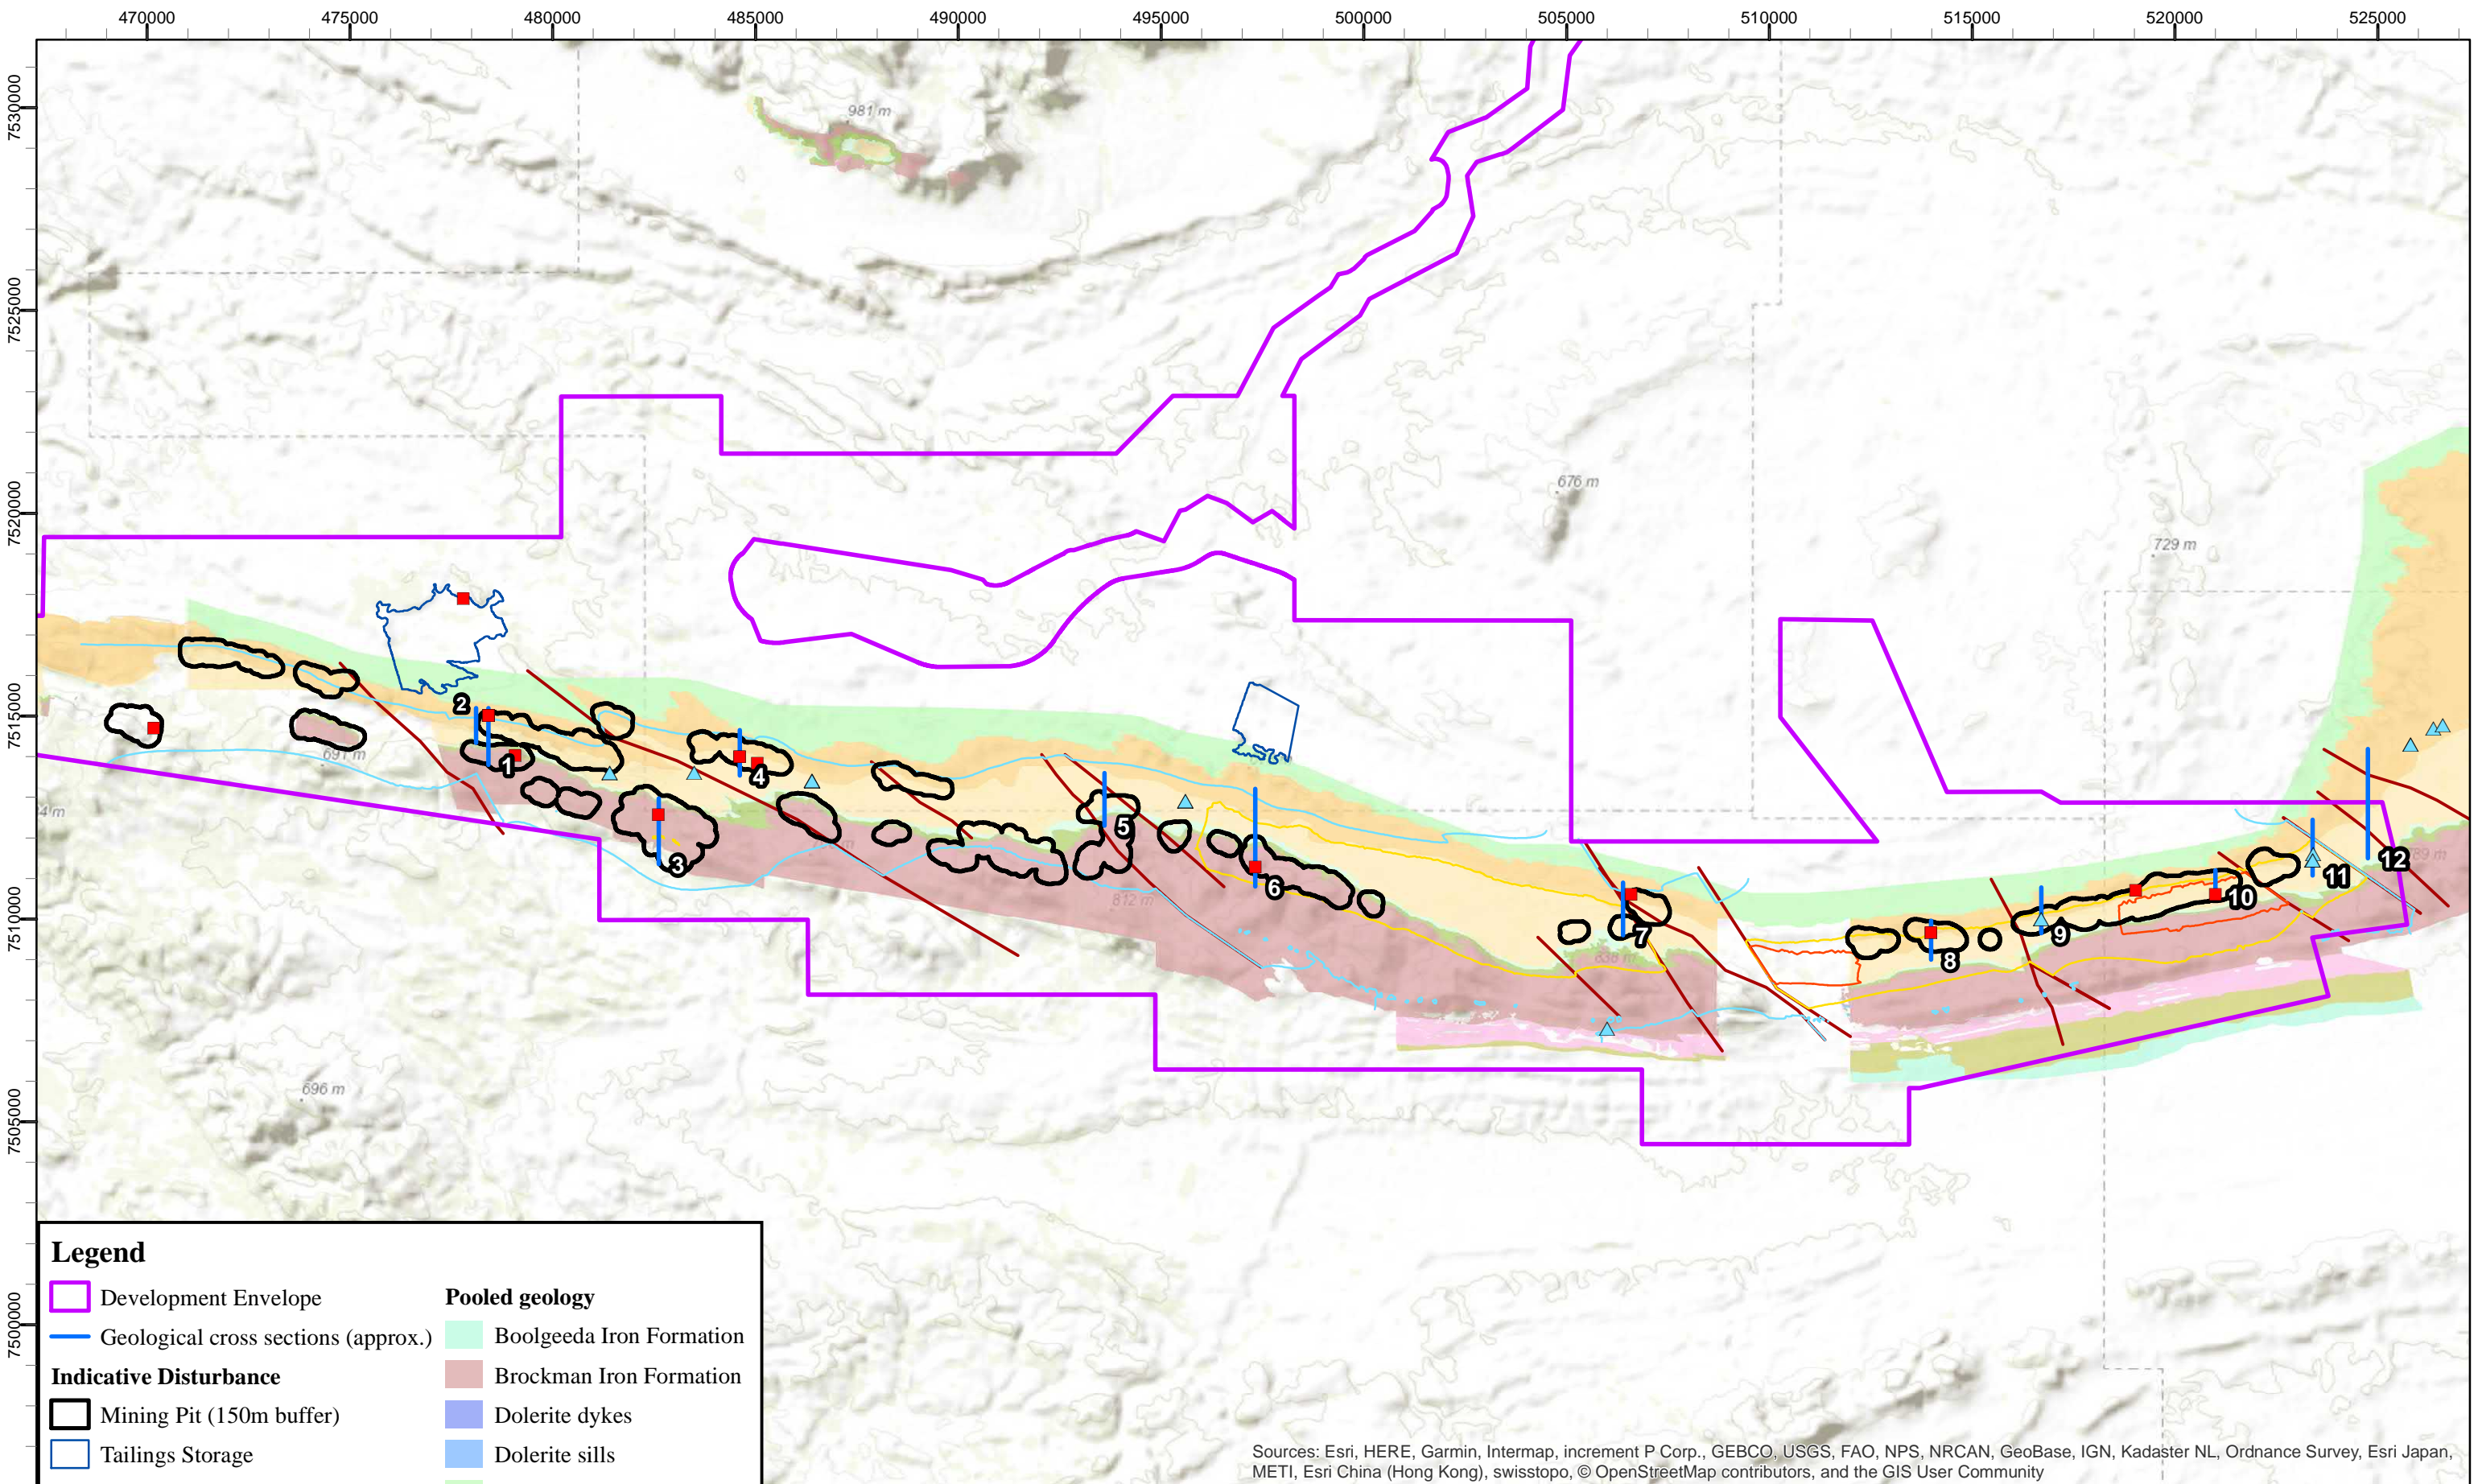 470000 475000 480000 485000 490000 495000 500000 505000 510000 515000 520000 525000
7530000
7525000
7520000
7515000
7510000
7505000
7500000
981 m
676 m
729 m
691 m
812 m
838 m
696 m
1
2
3
4
5
6
7
8
9
10
11
12
Legend
Development Envelope
Geological cross sections (approx.)
Indicative Disturbance
Mining Pit (150m buffer)
Tailings Storage
Pooled geology
Boolgeeda Iron Formation
Brockman Iron Formation
Dolerite dykes
Dolerite sills
Sources: Esri, HERE, Garmin, Intermap, increment P Corp., GEBCO, USGS, FAO, NPS, NRCAN, GeoBase, IGN, Kadaster NL, Ordnance Survey, Esri Japan,
METI, Esri China (Hong Kong), swisstopo, © OpenStreetMap contributors, and the GIS User Community